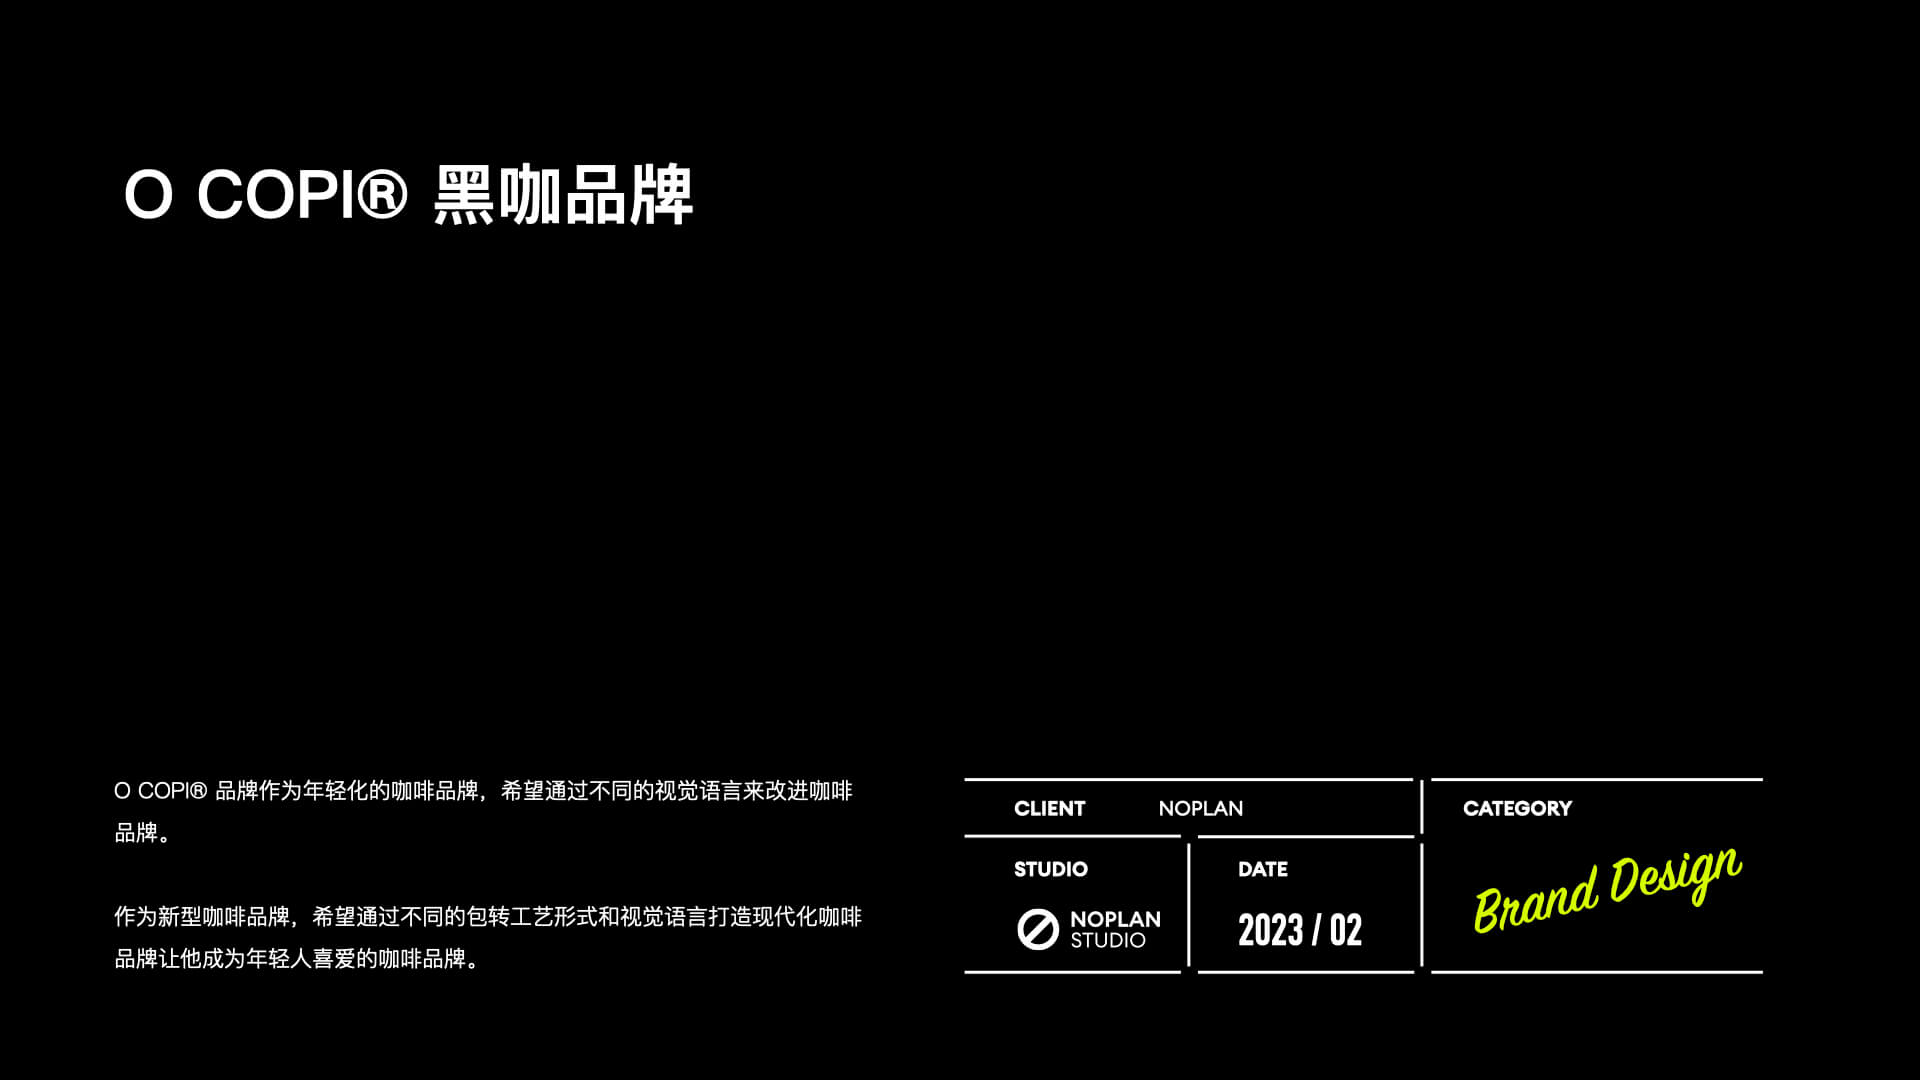 O COPI® 黑咖品牌
O COPI® 品牌作为年轻化的咖啡品牌，希望通过不同的视觉语言来改进咖啡
品牌。
作为新型咖啡品牌，希望通过不同的包转工艺形式和视觉语言打造现代化咖啡
品牌让他成为年轻人喜爱的咖啡品牌。
CLIENT NOPLAN
STUDIO
NOPLAN
STUDIO
DATE
2023 / 02
CATEGORY
Brand Design